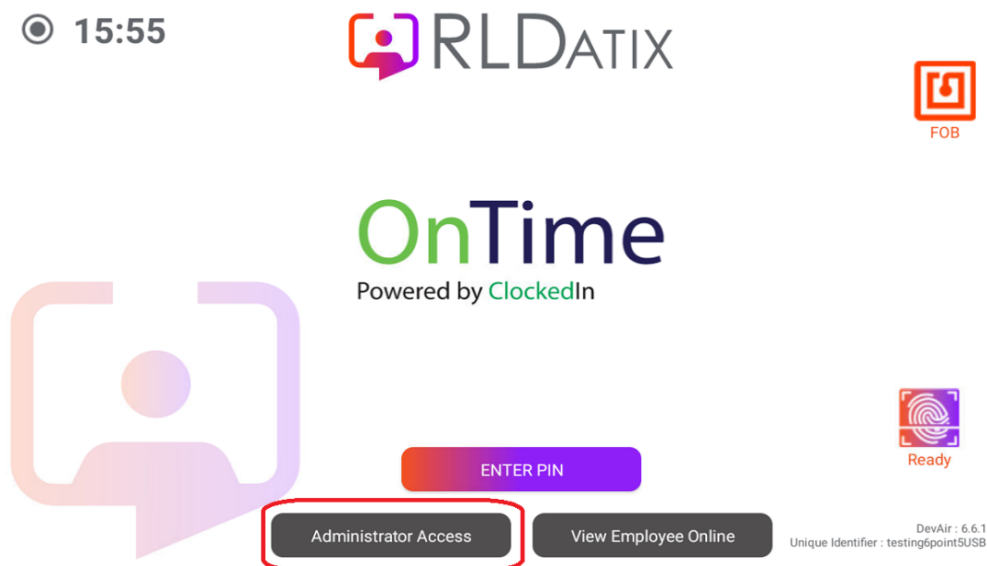 15:55
RLDATIX
FOB
OnTime
Powered by ClockedIn
Ready
ENTER PIN
Administrator Access
View Employee Online
DevAir : 6.6.1
Unique Identifier : testing6point5USB